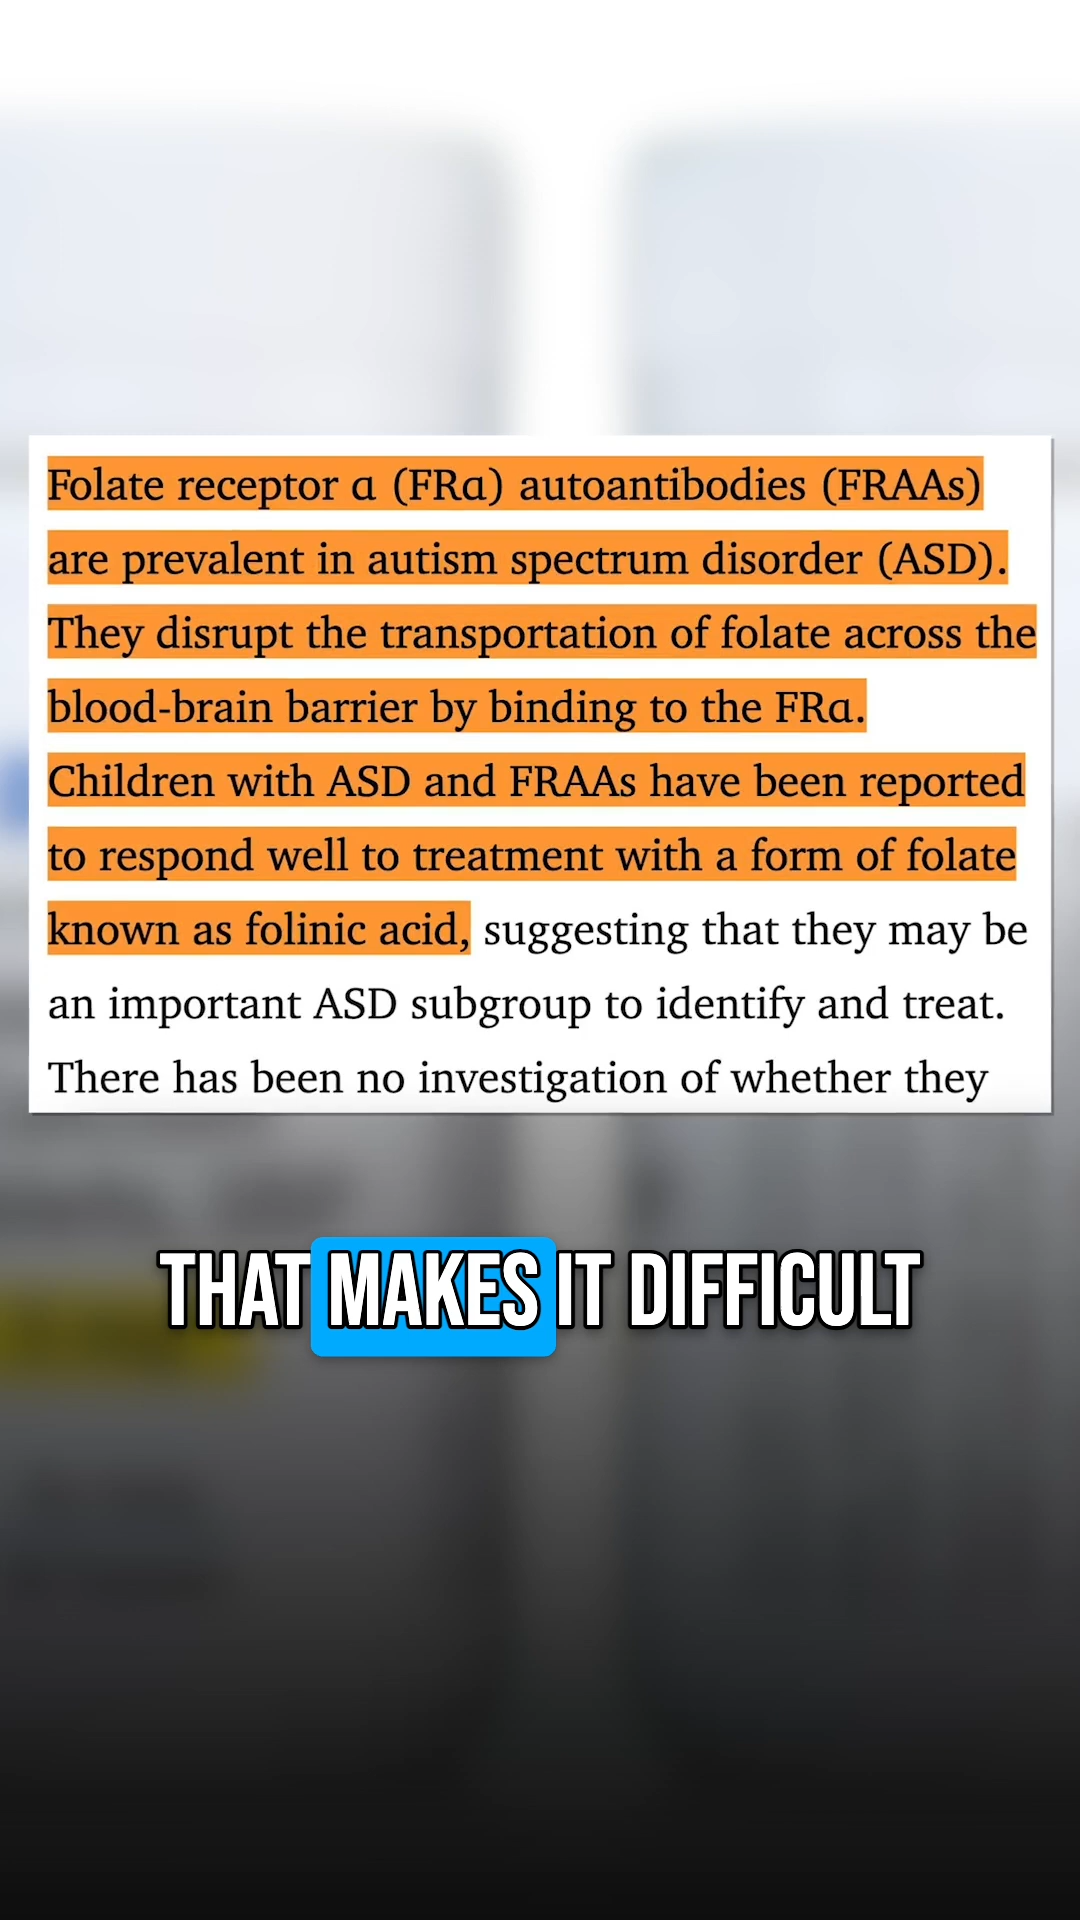 Folate receptor ɑ (FRɑ) autoantibodies (FRAAs)
are prevalent in autism spectrum disorder (ASD).
They disrupt the transportation of folate across the
blood-brain barrier by binding to the FRɑ.
Children with ASD and FRAAs have been reported
to respond well to treatment with a form of folate
known as folinic acid, suggesting that they may be
an important ASD subgroup to identify and treat.
There has been no investigation of whether they
THAT MAKES IT DIFFICULT